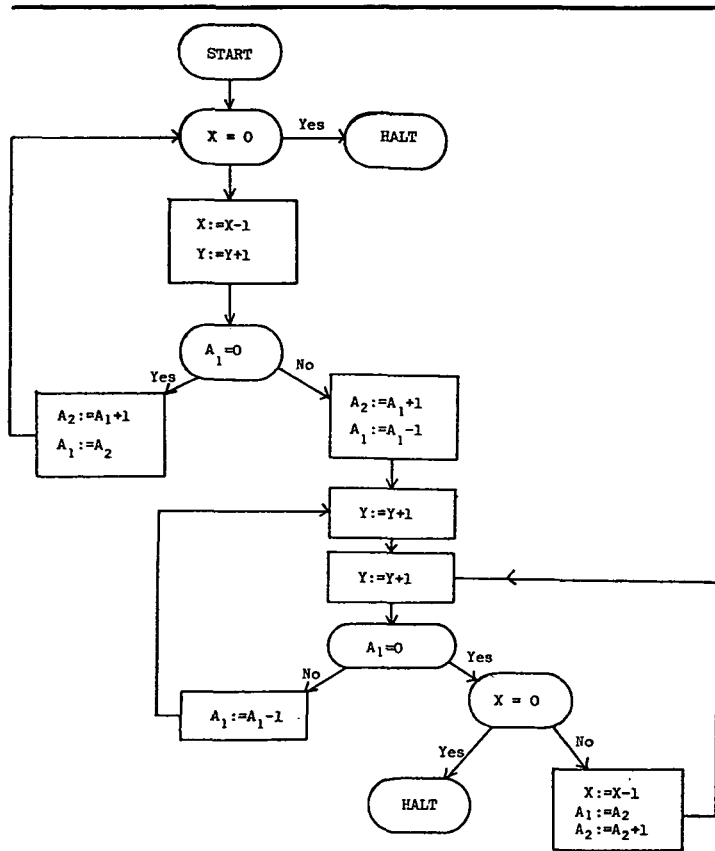 START
X = 0
Yes
HALT
X:=X-1
Y:=Y+1
A₁=0
Yes
No
A₂:=A₁+1
A₁:=A₂
A₂:=A₁+1
A₁:=A₁-1
Y:=Y+1
Y:=Y+1
A₁=0
Yes
No
A₁:=A₁-1
X = 0
Yes
No
HALT
X:=X-1
A₁:=A₂
A₂:=A₂+1